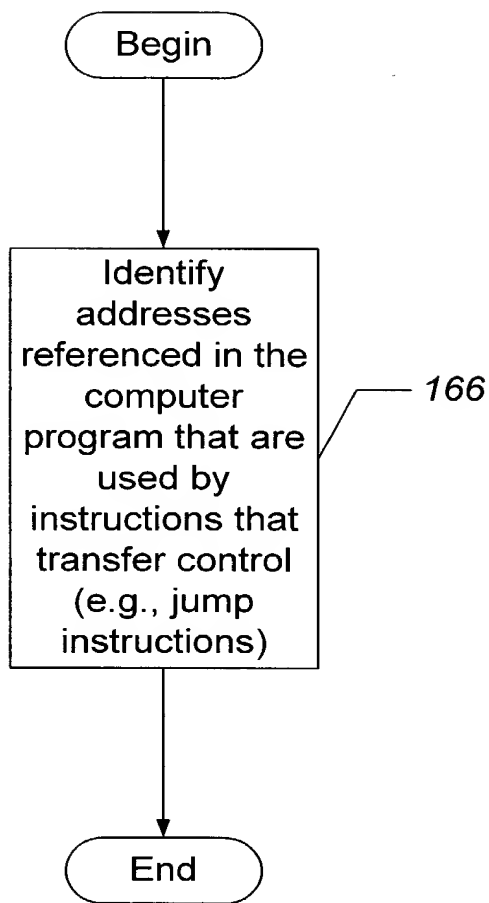 Begin
Identify
addresses
referenced in the
computer
program that are
used by
instructions that
transfer control
(e.g., jump
instructions)
166
End